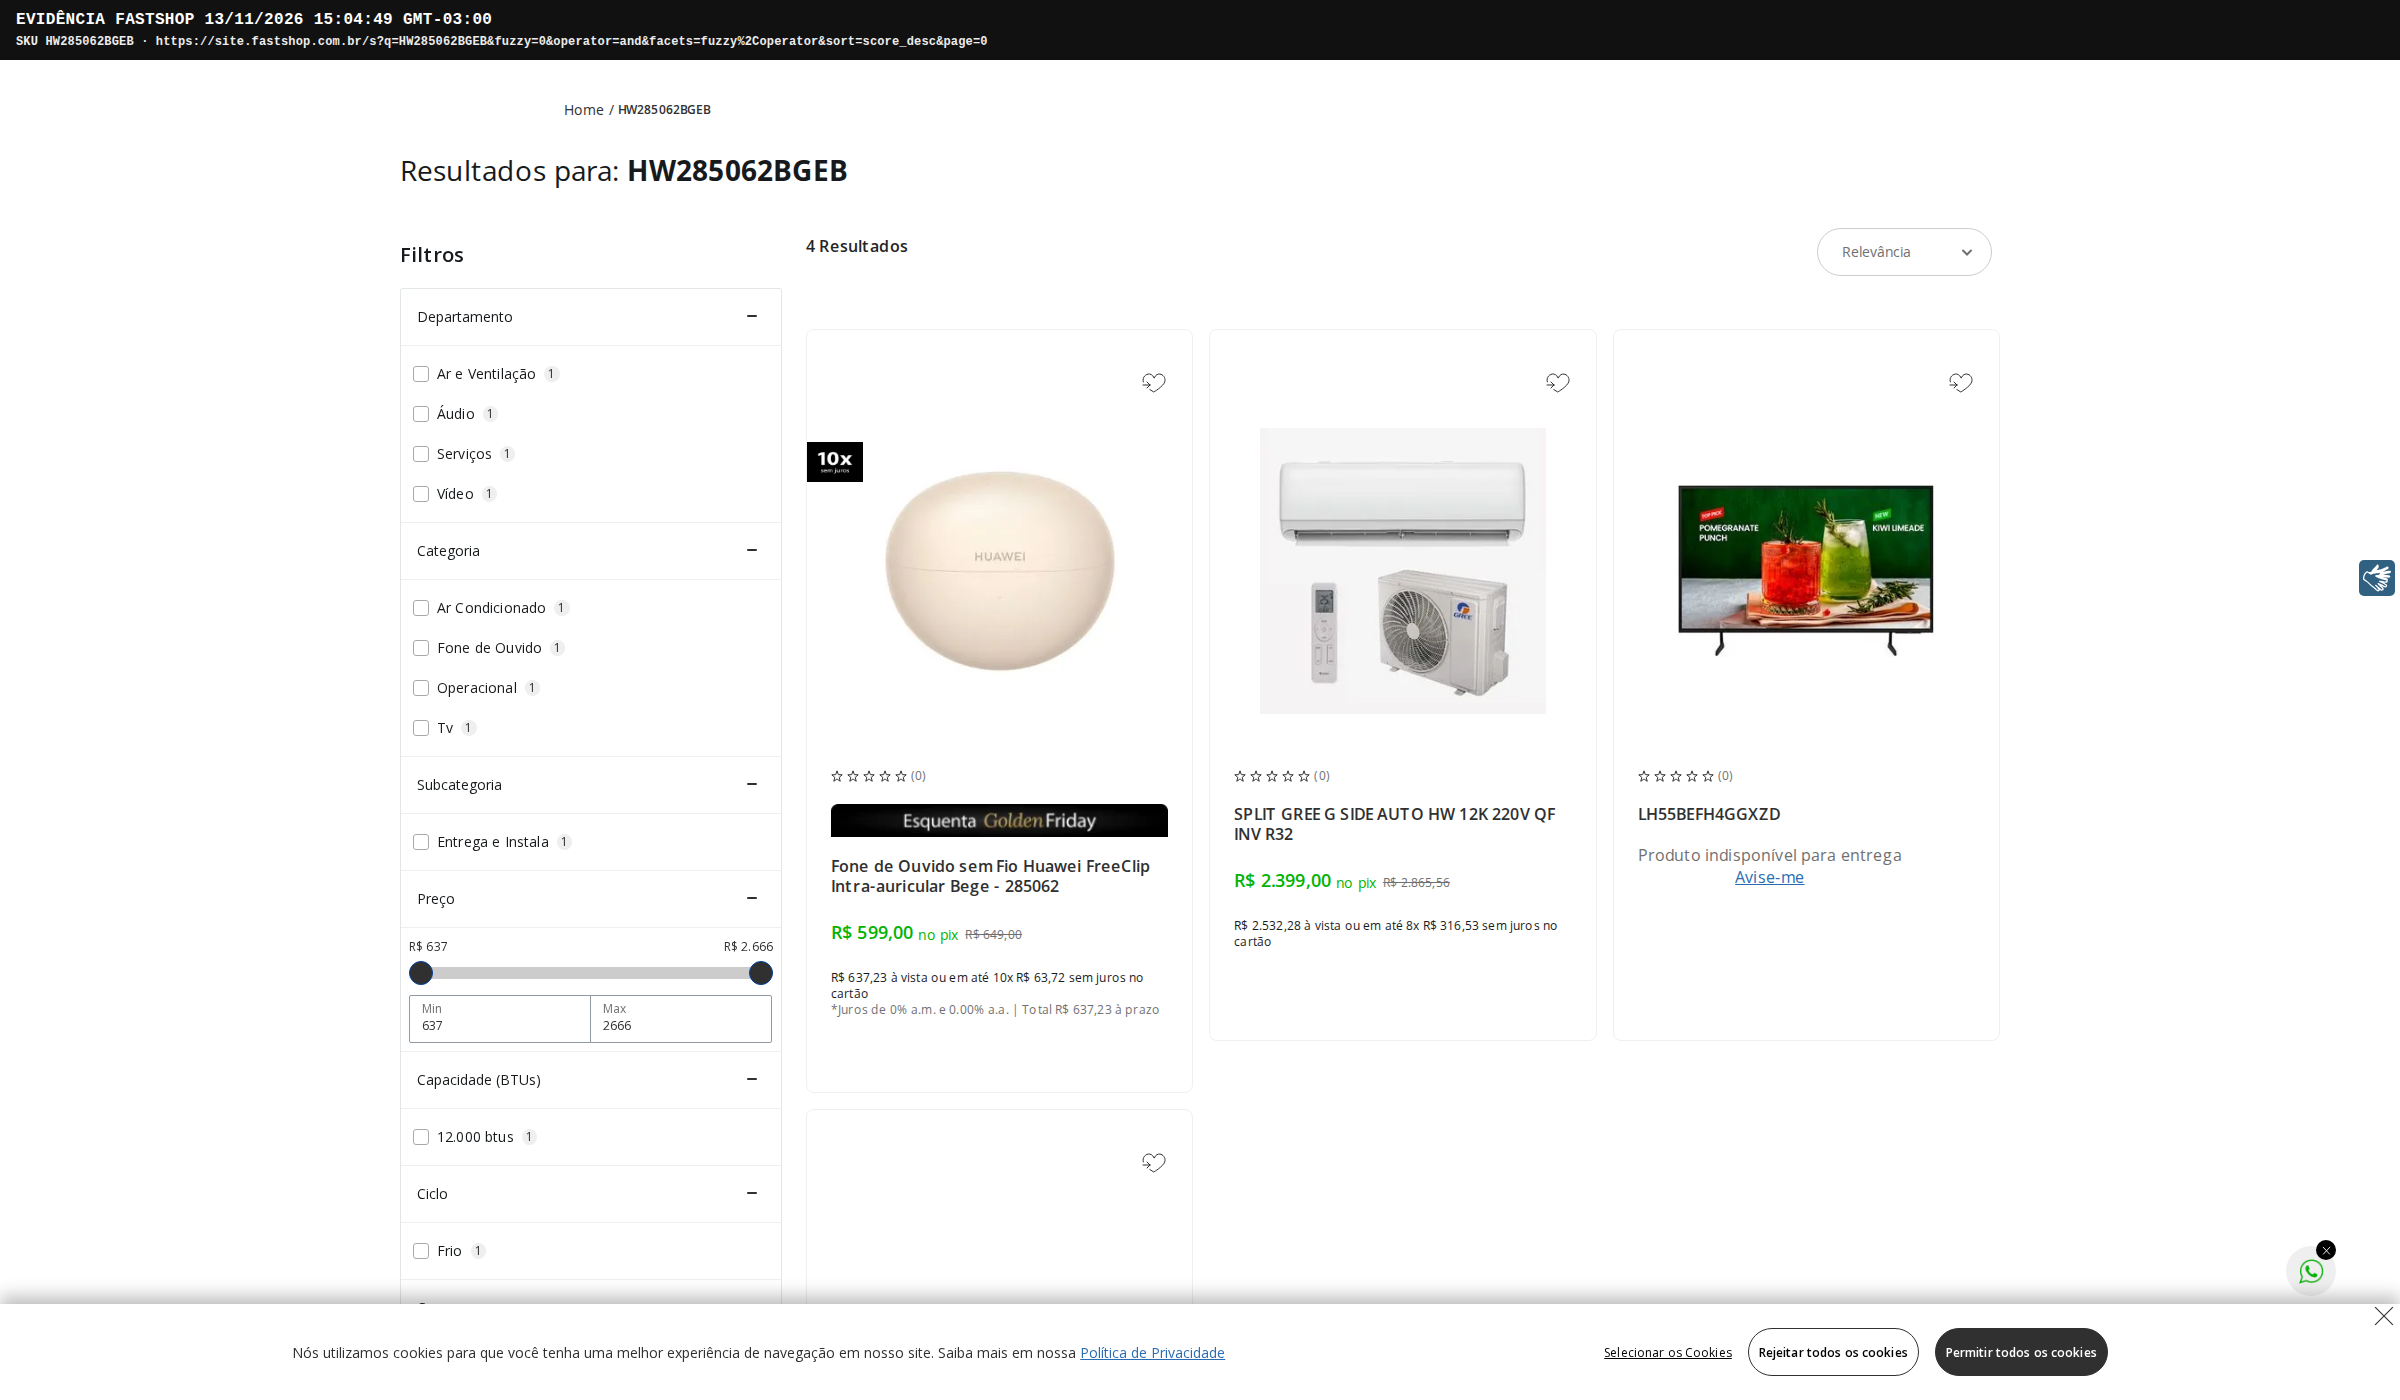 EVIDÊNCIA FASTSHOP 13/11/2026 15:04:49 GMT-03:00
SKU HW285062BGEB · https://site.fastshop.com.br/s?q=HW285062BGEB&fuzzy=0&operator=and&facets=fuzzy%2Coperator&sort=score_desc&page=0
Home / HW285062BGEB
Resultados para: HW285062BGEB
Filtros
4 Resultados
Relevância
Departamento
Ar e Ventilação 1
Áudio 1
Serviços 1
Vídeo 1
Categoria
Ar Condicionado 1
Fone de Ouvido 1
Operacional 1
Tv 1
Subcategoria
Entrega e Instala 1
Preço
R$ 637
R$ 2.666
Min
637
Max
2666
Capacidade (BTUs)
12.000 btus 1
Ciclo
Frio 1
10x
sem juros
HUAWEI
(0)
Esquenta Golden Friday
Fone de Ouvido sem Fio Huawei FreeClip
Intra-auricular Bege - 285062
R$ 599,00 no pix R$ 649,00
R$ 637,23 à vista ou em até 10x R$ 63,72 sem juros no
cartão
*Juros de 0% a.m. e 0.00% a.a. | Total R$ 637,23 à prazo
GREE
(0)
SPLIT GREE G SIDE AUTO HW 12K 220V QF
INV R32
R$ 2.399,00 no pix R$ 2.865,56
R$ 2.532,28 à vista ou em até 8x R$ 316,53 sem juros no
cartão
TOP PICK
POMEGRANATE
PUNCH
NEW
KIWI LIMEADE
(0)
LH55BEFH4GGXZD
Produto indisponível para entrega
Avise-me
Nós utilizamos cookies para que você tenha uma melhor experiência de navegação em nosso site. Saiba mais em nossa Política de Privacidade
Selecionar os Cookies
Rejeitar todos os cookies
Permitir todos os cookies